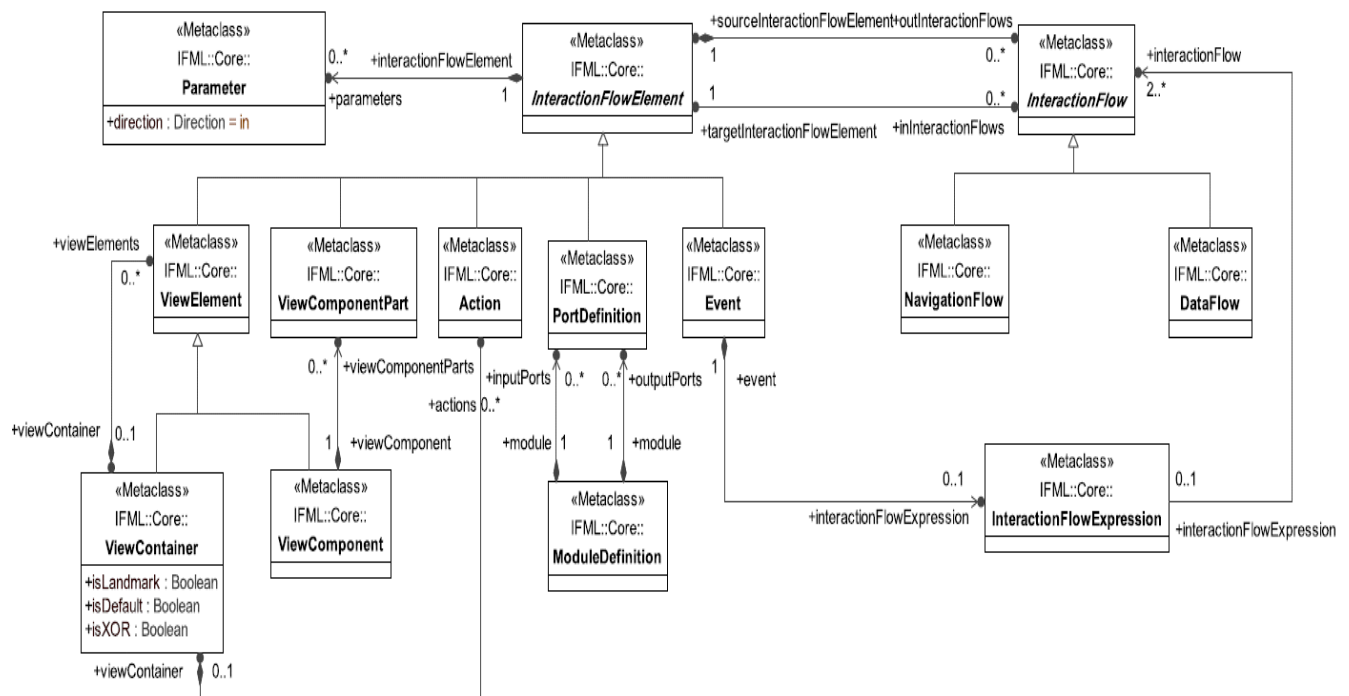 «Metaclass»
IFML::Core::
Parameter
+direction : Direction = in
0..*
+interactionFlowElement
+parameters
1
«Metaclass»
IFML::Core::
InteractionFlowElement
+sourceInteractionFlowElement+outInteractionFlows
1
0..*
1
0..*
+targetInteractionFlowElement
+inInteractionFlows
«Metaclass»
IFML::Core::
InteractionFlow
+interactionFlow
2..*
+viewElements
0..*
«Metaclass»
IFML::Core::
ViewElement
«Metaclass»
IFML::Core::
ViewComponentPart
«Metaclass»
IFML::Core::
Action
«Metaclass»
IFML::Core::
PortDefinition
«Metaclass»
IFML::Core::
Event
«Metaclass»
IFML::Core::
NavigationFlow
«Metaclass»
IFML::Core::
DataFlow
0..*
+viewComponentParts
+inputPorts
0..*
0..*
+outputPorts
1
+event
+actions
0..*
+viewContainer
0..1
1
+viewComponent
+module
1
1
+module
«Metaclass»
IFML::Core::
ViewContainer
+isLandmark : Boolean
+isDefault : Boolean
+isXOR : Boolean
«Metaclass»
IFML::Core::
ViewComponent
«Metaclass»
IFML::Core::
ModuleDefinition
0..1
+interactionFlowExpression
«Metaclass»
IFML::Core::
InteractionFlowExpression
0..1
+interactionFlowExpression
+viewContainer
0..1